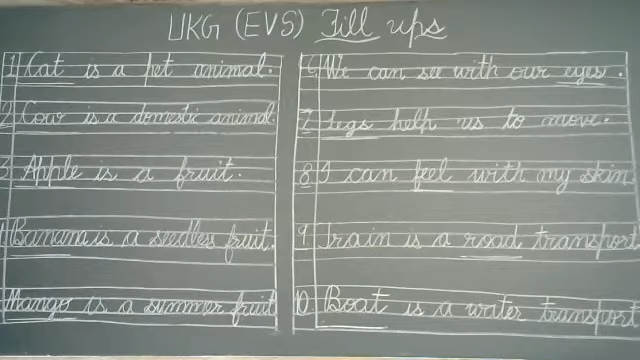 UKG (EVS) Fill ups
1 Cat is a pet animal.
2 Cow is a domestic animal
3 Apple is a fruit.
Banana is a seedless fruit.
Mango is a summer fruit
6 We can see with our eyes.
7 Legs help us to move.
8 I can feel with my skin
9 Train is a road transport
10 Boat is a water transport